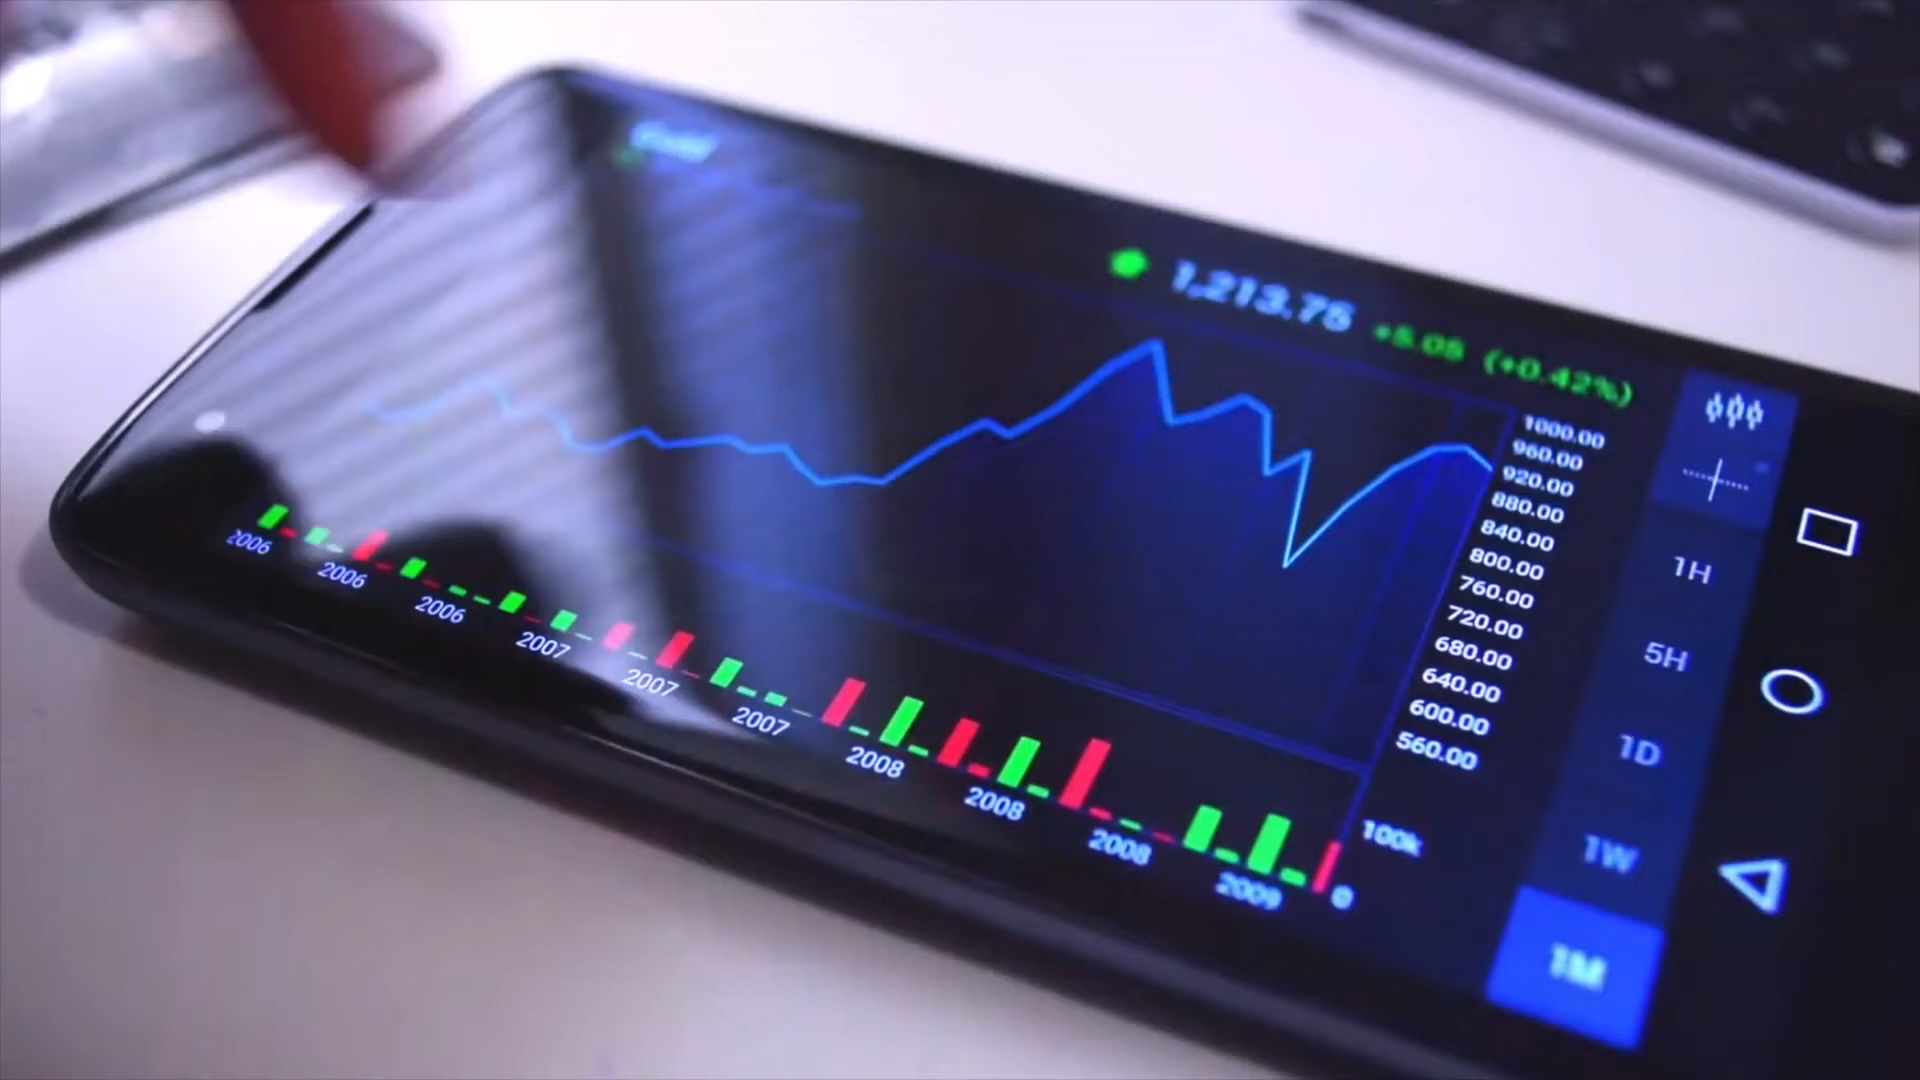 Gold
1,213.75 +5.05 (+0.42%)
1000.00
960.00
920.00
880.00
840.00
800.00
760.00
720.00
680.00
640.00
600.00
560.00
100k
0
2006
2006
2006
2007
2007
2007
2008
2008
2008
2009
1H
5H
1D
1W
1M